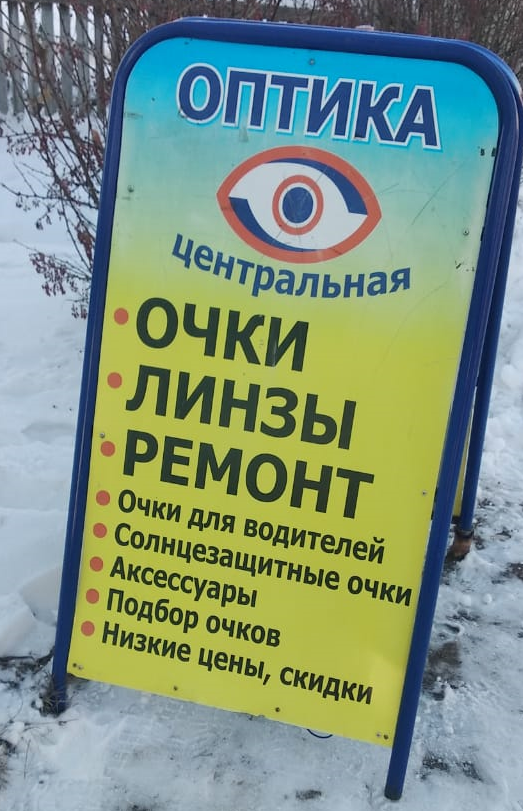 ОПТИКА
центральная
• ОЧКИ
• ЛИНЗЫ
• РЕМОНТ
• Очки для водителей
• Солнцезащитные очки
• Аксессуары
• Подбор очков
• Низкие цены, скидки